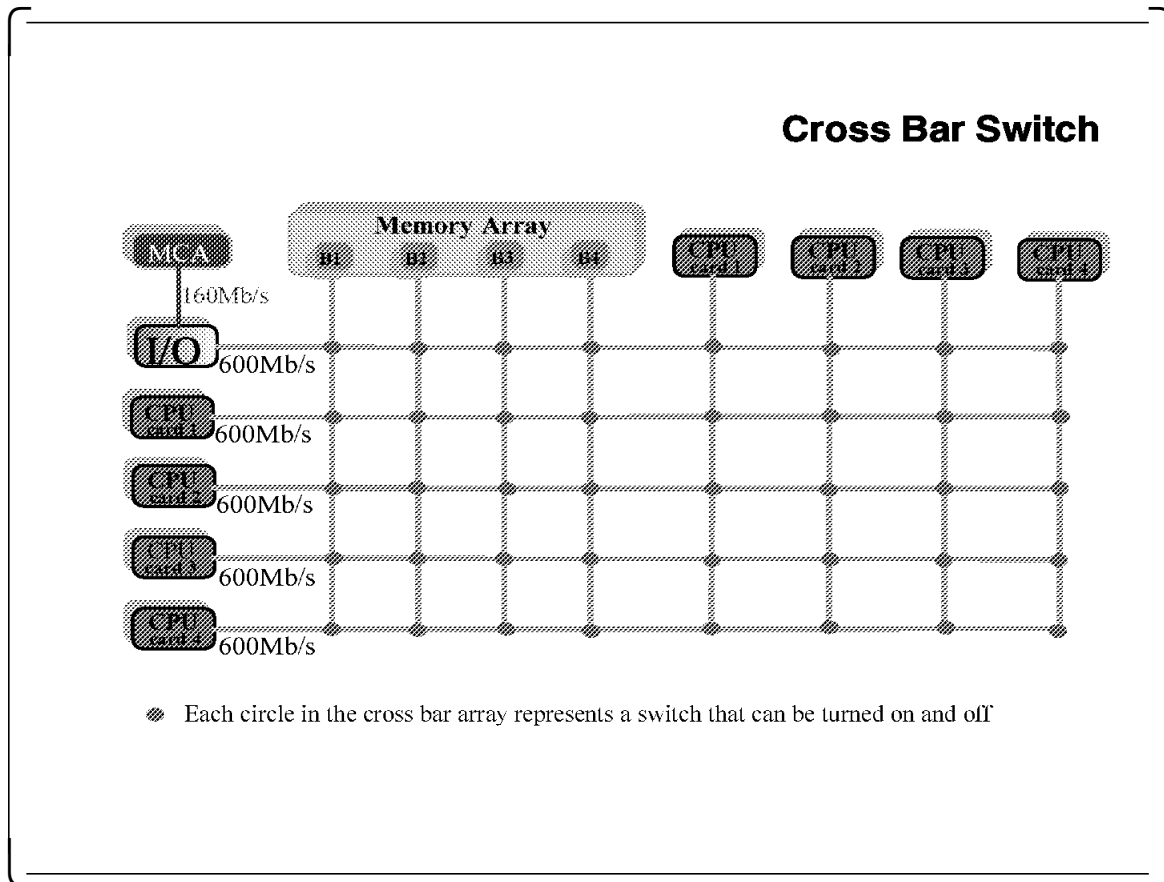 Cross Bar Switch
Memory Array
MCA
B1
B2
B3
B4
CPU
card 1
CPU
card 2
CPU
card 3
CPU
card 4
160Mb/s
I/O
600Mb/s
CPU
card 1
600Mb/s
CPU
card 2
600Mb/s
CPU
card 3
600Mb/s
CPU
card 4
600Mb/s
Each circle in the cross bar array represents a switch that can be turned on and off